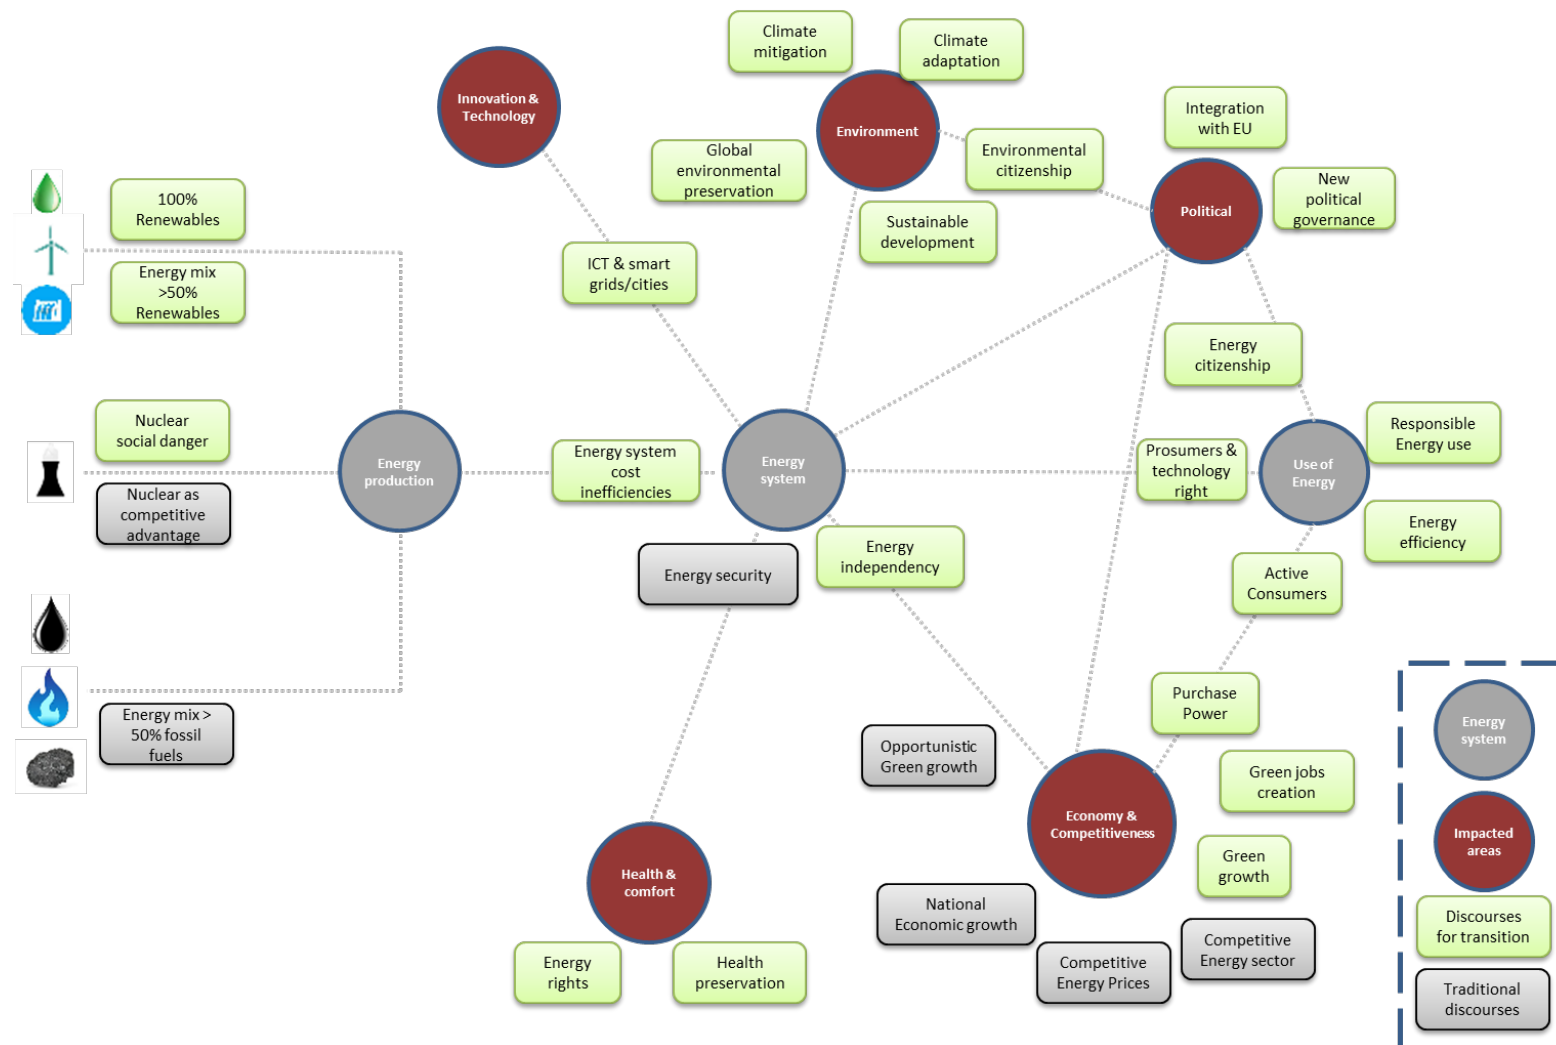 Climate
mitigation
Climate
adaptation
Innovation &
Technology
Environment
Integration
with EU
Global
environmental
preservation
Environmental
citizenship
New
political
governance
100%
Renewables
Political
Sustainable
development
Energy mix
>50%
Renewables
ICT & smart
grids/cities
Energy
citizenship
Nuclear
social danger
Responsible
Energy use
Energy
production
Energy system
cost
inefficiencies
Energy
system
Prosumers &
technology
right
Use of
Energy
Nuclear as
competitive
advantage
Energy
efficiency
Energy security
Energy
independency
Active
Consumers
Energy mix >
50% fossil
fuels
Purchase
Power
Opportunistic
Green growth
Green jobs
creation
Economy &
Competitiveness
Green
growth
Health &
comfort
National
Economic growth
Competitive
Energy sector
Energy
rights
Health
preservation
Competitive
Energy Prices
Energy
system
Impacted
areas
Discourses
for transition
Traditional
discourses